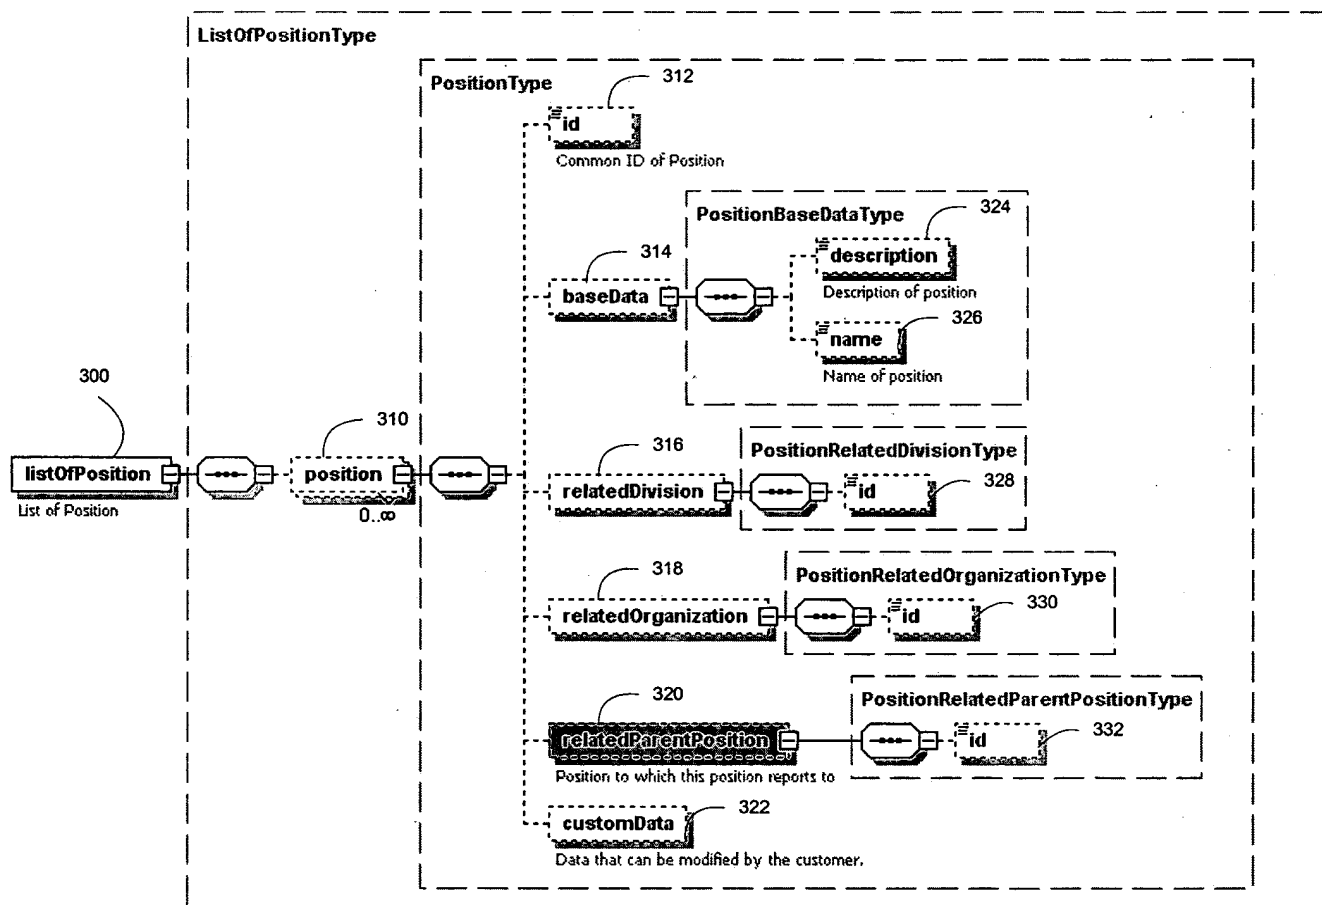 ListOfPositionType
PositionType
312
id
Common ID of Position
PositionBaseDataType
324
description
Description of position
314
baseData
326
name
Name of position
300
listOfPosition
List of Position
310
position
0..∞
316
relatedDivision
PositionRelatedDivisionType
id
328
318
relatedOrganization
PositionRelatedOrganizationType
id
330
320
relatedParentPosition
Position to which this position reports to
PositionRelatedParentPositionType
id
332
customData
322
Data that can be modified by the customer.